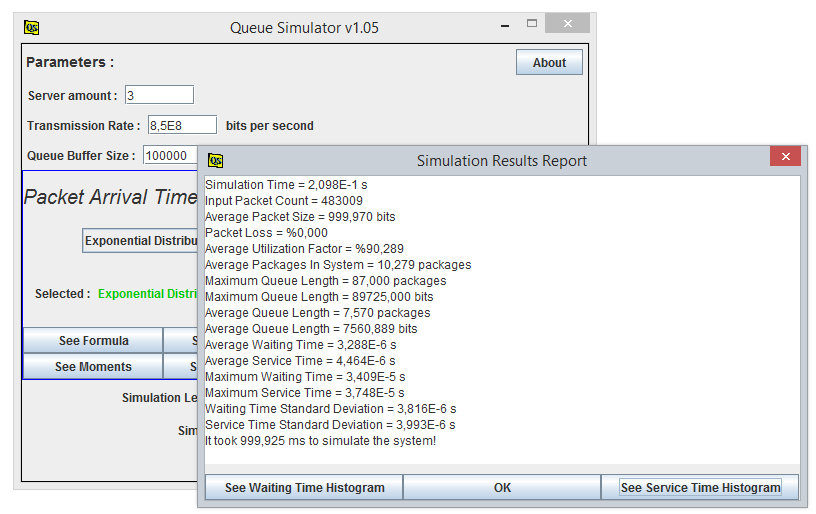 Queue Simulator v1.05
Parameters :
About
Server amount : 3
Transmission Rate : 8,5E8 bits per second
Queue Buffer Size : 100000
Packet Arrival Time
Exponential Distribu
Selected : Exponential Distri
See Formula
S
See Moments
S
Simulation Le
Sim
Simulation Results Report
Simulation Time = 2,098E-1 s
Input Packet Count = 483009
Average Packet Size = 999,970 bits
Packet Loss = %0,000
Average Utilization Factor = %90,289
Average Packages In System = 10,279 packages
Maximum Queue Length = 87,000 packages
Maximum Queue Length = 89725,000 bits
Average Queue Length = 7,570 packages
Average Queue Length = 7560,889 bits
Average Waiting Time = 3,288E-6 s
Average Service Time = 4,464E-6 s
Maximum Waiting Time = 3,409E-5 s
Maximum Service Time = 3,748E-5 s
Waiting Time Standard Deviation = 3,816E-6 s
Service Time Standard Deviation = 3,993E-6 s
It took 999,925 ms to simulate the system!
See Waiting Time Histogram
OK
See Service Time Histogram